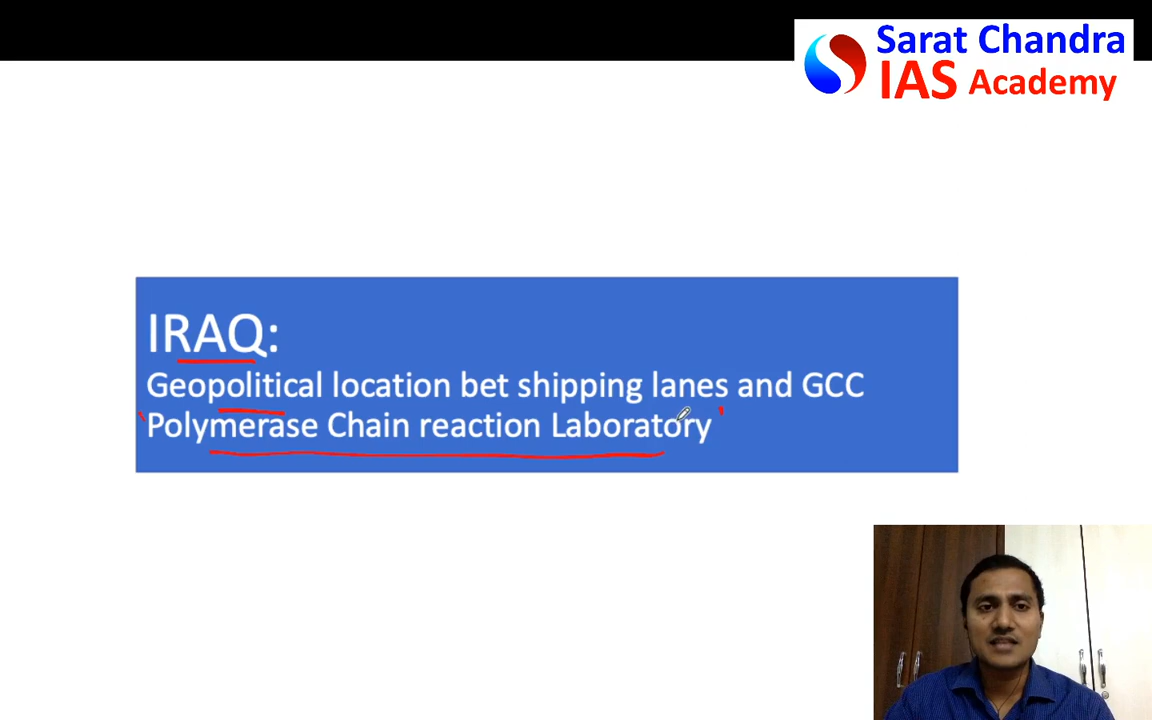 Sarat Chandra
IAS Academy
IRAQ:
Geopolitical location bet shipping lanes and GCC
'Polymerase Chain reaction Laboratory'